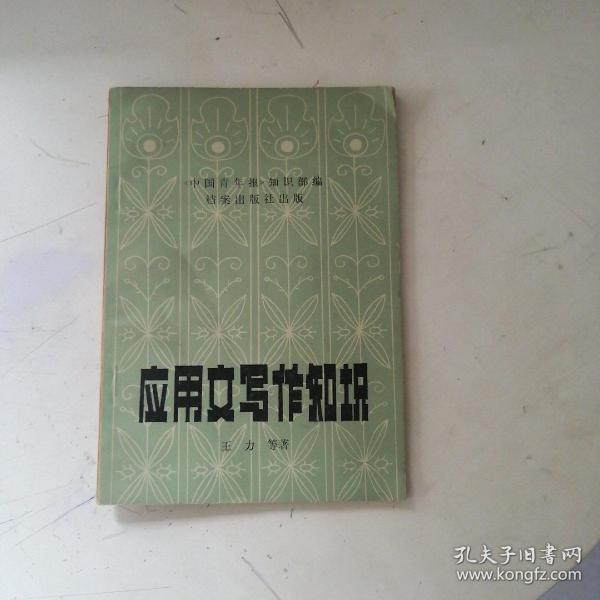 《中国青年报》知识部编
档案出版社出版
应用文写作知识
王力 等著
孔夫子旧书网
www.kongfz.com